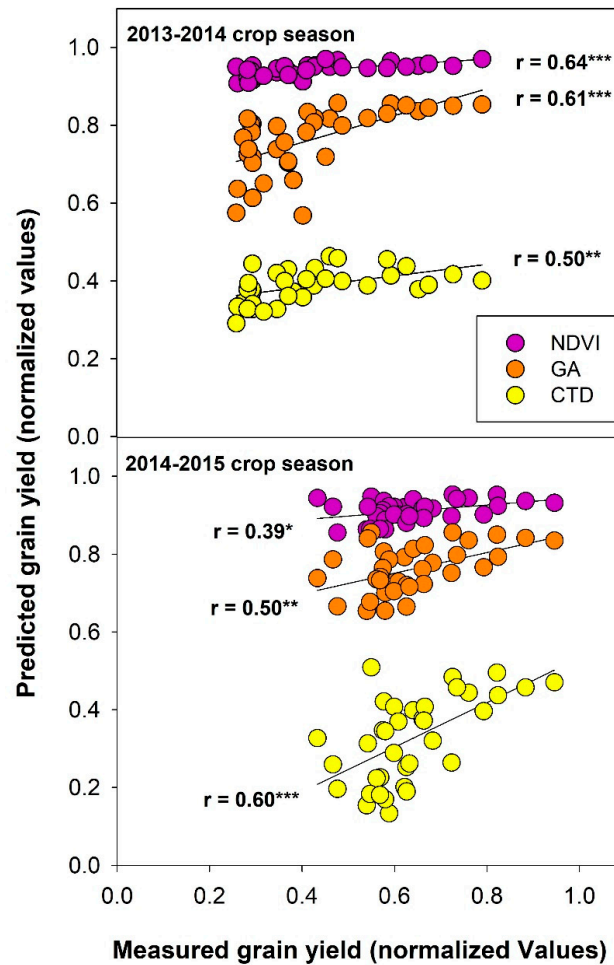 2013-2014 crop season
1.0
0.8
0.6
0.4
0.2
0.0
r = 0.64***
r = 0.61***
r = 0.50**
NDVI
GA
CTD
2014-2015 crop season
1.0
0.8
0.6
0.4
0.2
0.0
r = 0.39*
r = 0.50**
r = 0.60***
0.0 0.2 0.4 0.6 0.8 1.0
Predicted grain yield (normalized values)
Measured grain yield (normalized Values)